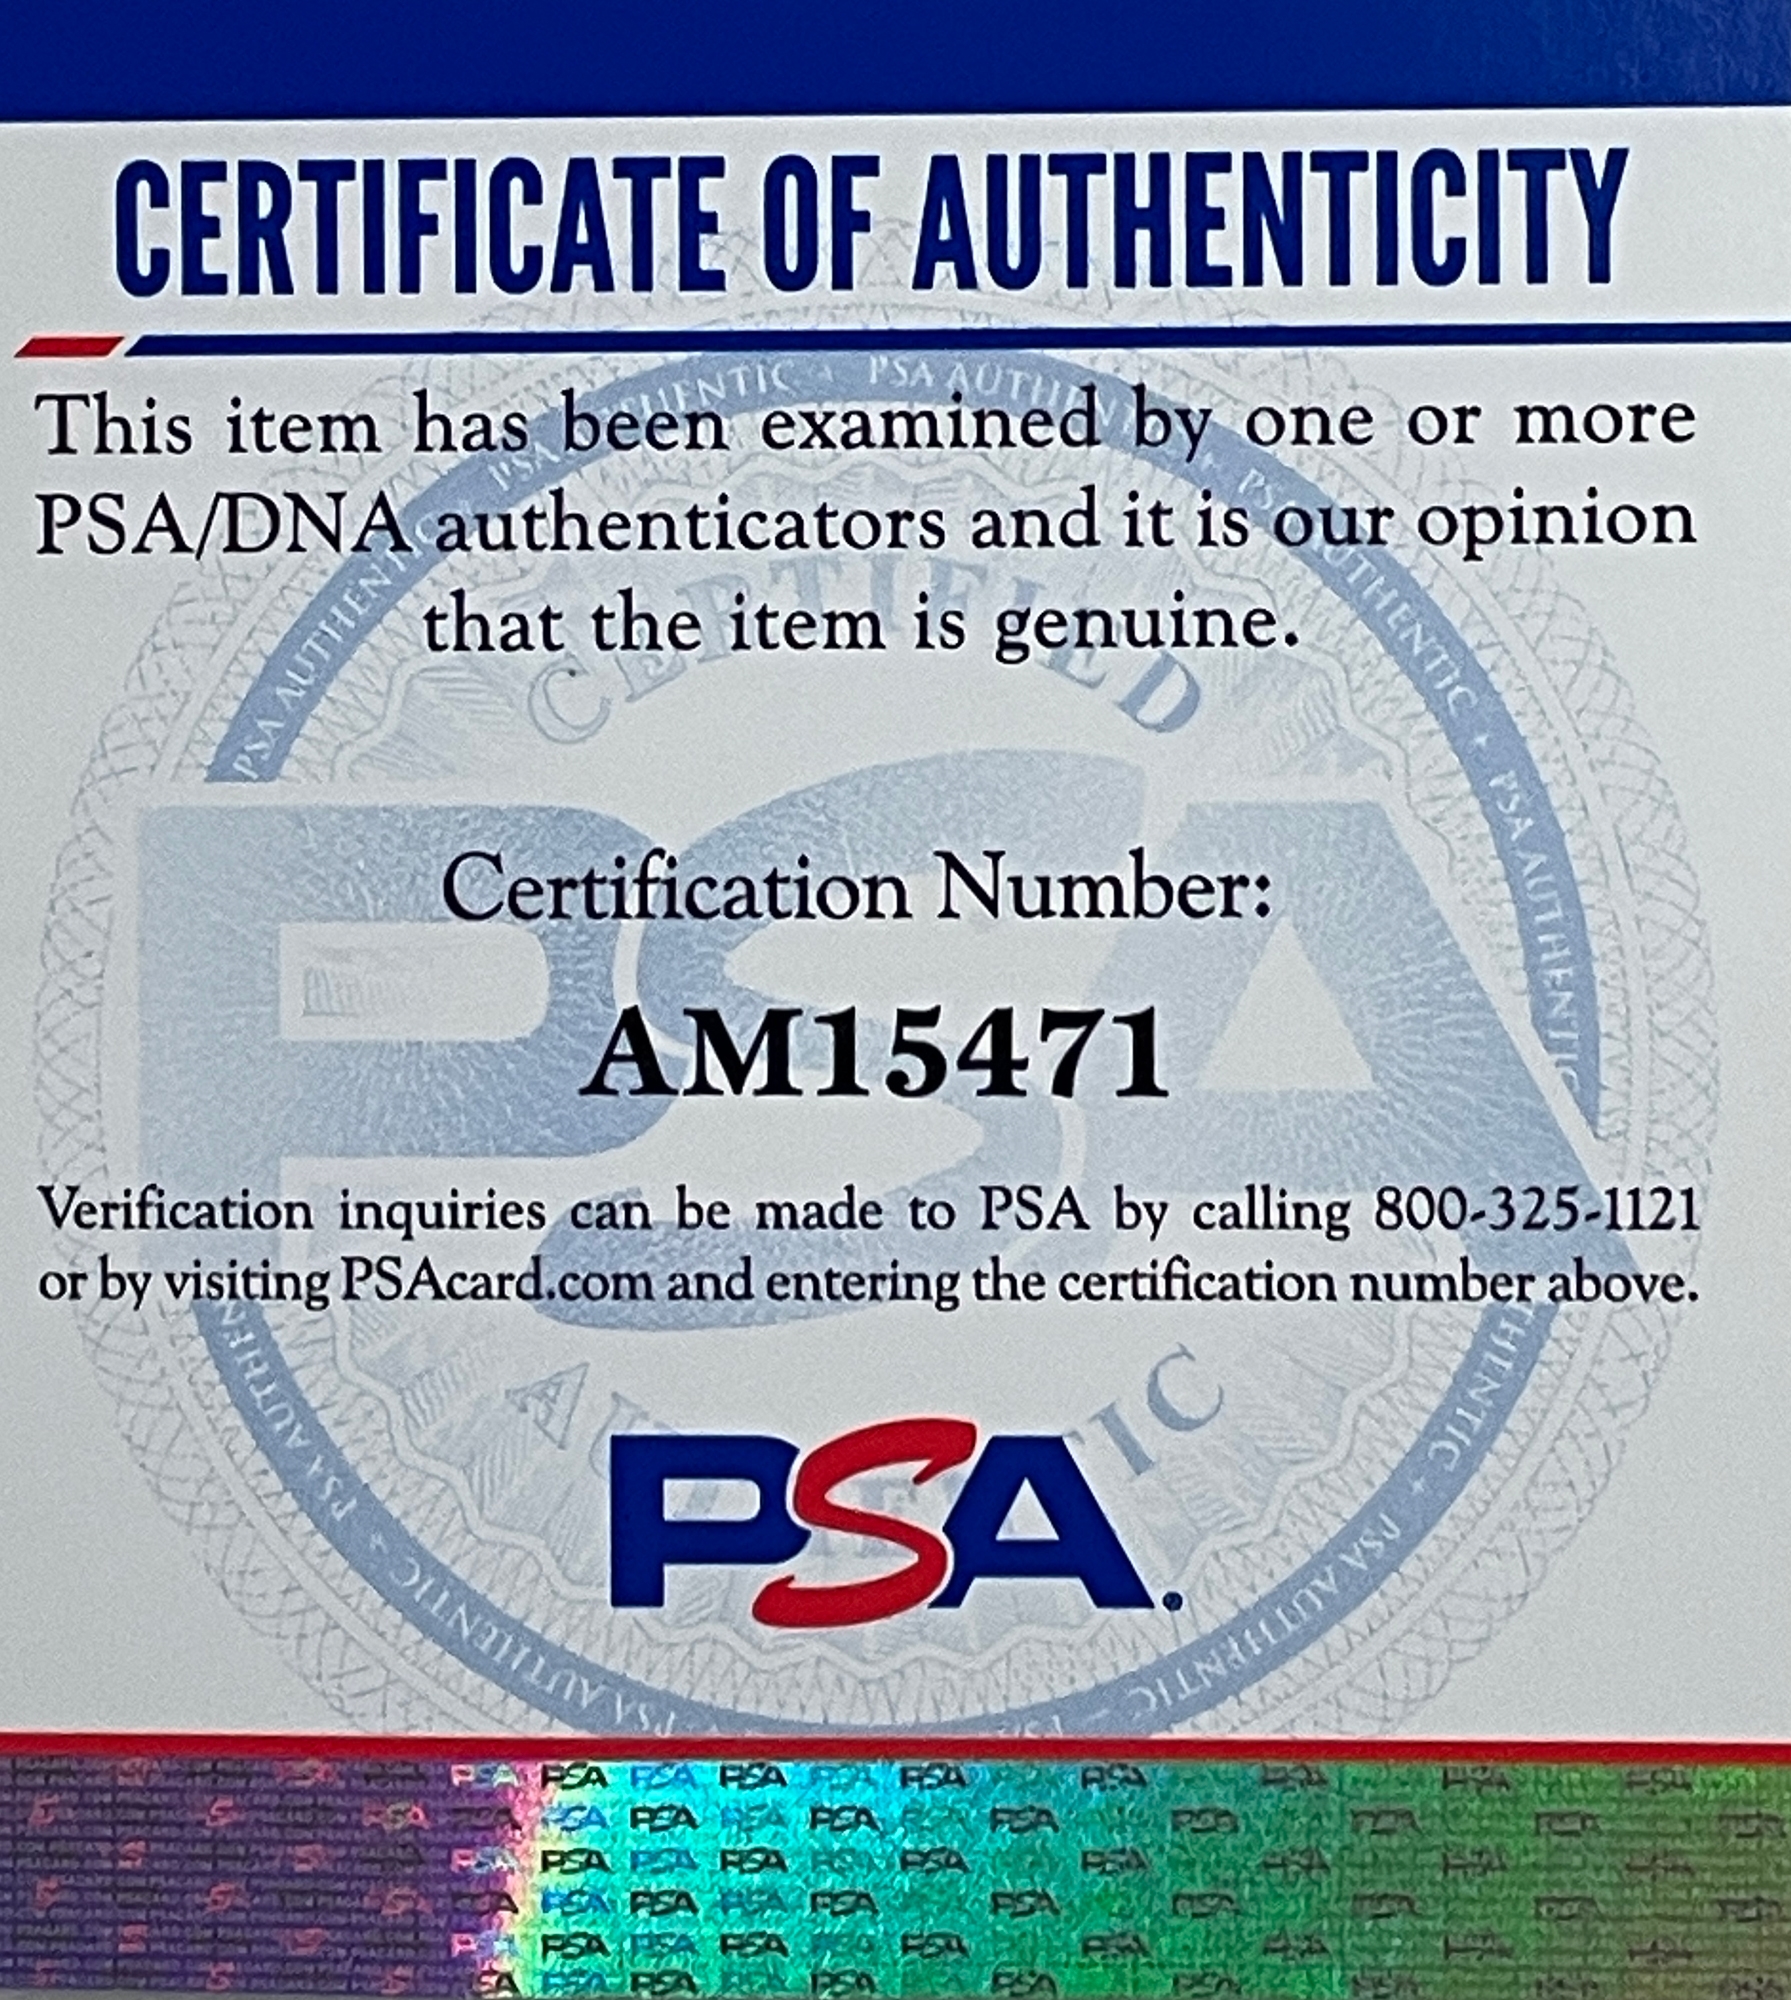 CERTIFICATE OF AUTHENTICITY
This item has been examined by one or more
PSA/DNA authenticators and it is our opinion
that the item is genuine.
CERTIFIED
Certification Number:
AM15471
Verification inquiries can be made to PSA by calling 800-325-1121
or by visiting PSAcard.com and entering the certification number above.
PSA